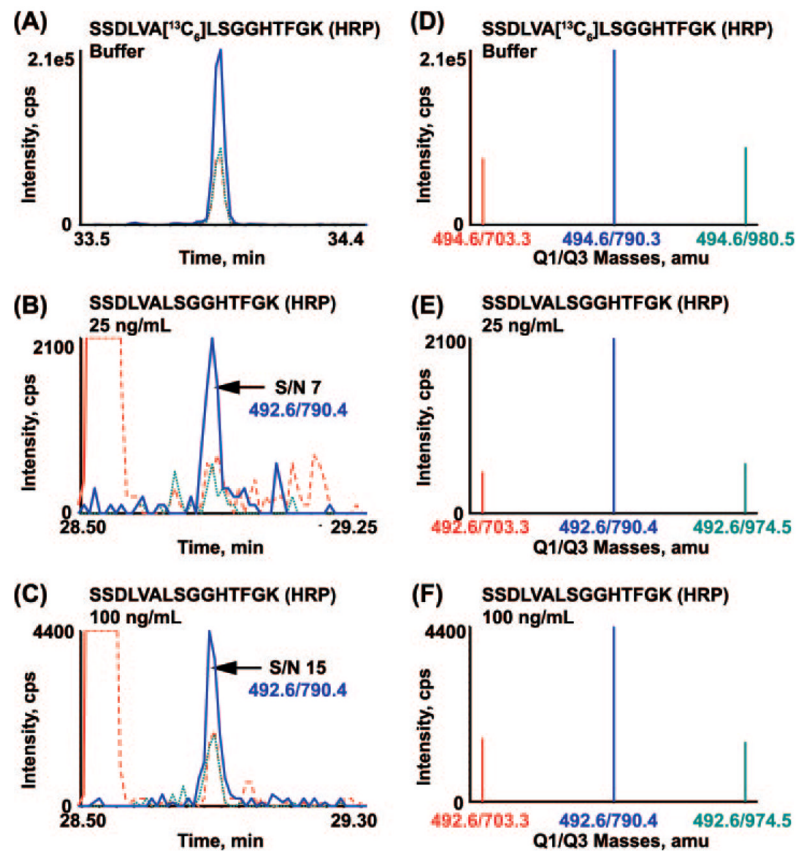 (A) SSDLVA[¹³C₆]LSGGHTFGK (HRP)
Buffer
2.1e5
Intensity, cps
0
33.5 34.4
Time, min
(D) SSDLVA[¹³C₆]LSGGHTFGK (HRP)
Buffer
2.1e5
Intensity, cps
0
494.6/703.3 494.6/790.3 494.6/980.5
Q1/Q3 Masses, amu
(B) SSDLVALSGGHTFGK (HRP)
25 ng/mL
2100
S/N 7
492.6/790.4
Intensity, cps
0
28.50 29.25
Time, min
(E) SSDLVALSGGHTFGK (HRP)
25 ng/mL
2100
Intensity, cps
0
492.6/703.3 492.6/790.4 492.6/974.5
Q1/Q3 Masses, amu
(C) SSDLVALSGGHTFGK (HRP)
100 ng/mL
4400
S/N 15
492.6/790.4
Intensity, cps
0
28.50 29.30
Time, min
(F) SSDLVALSGGHTFGK (HRP)
100 ng/mL
4400
Intensity, cps
0
492.6/703.3 492.6/790.4 492.6/974.5
Q1/Q3 Masses, amu